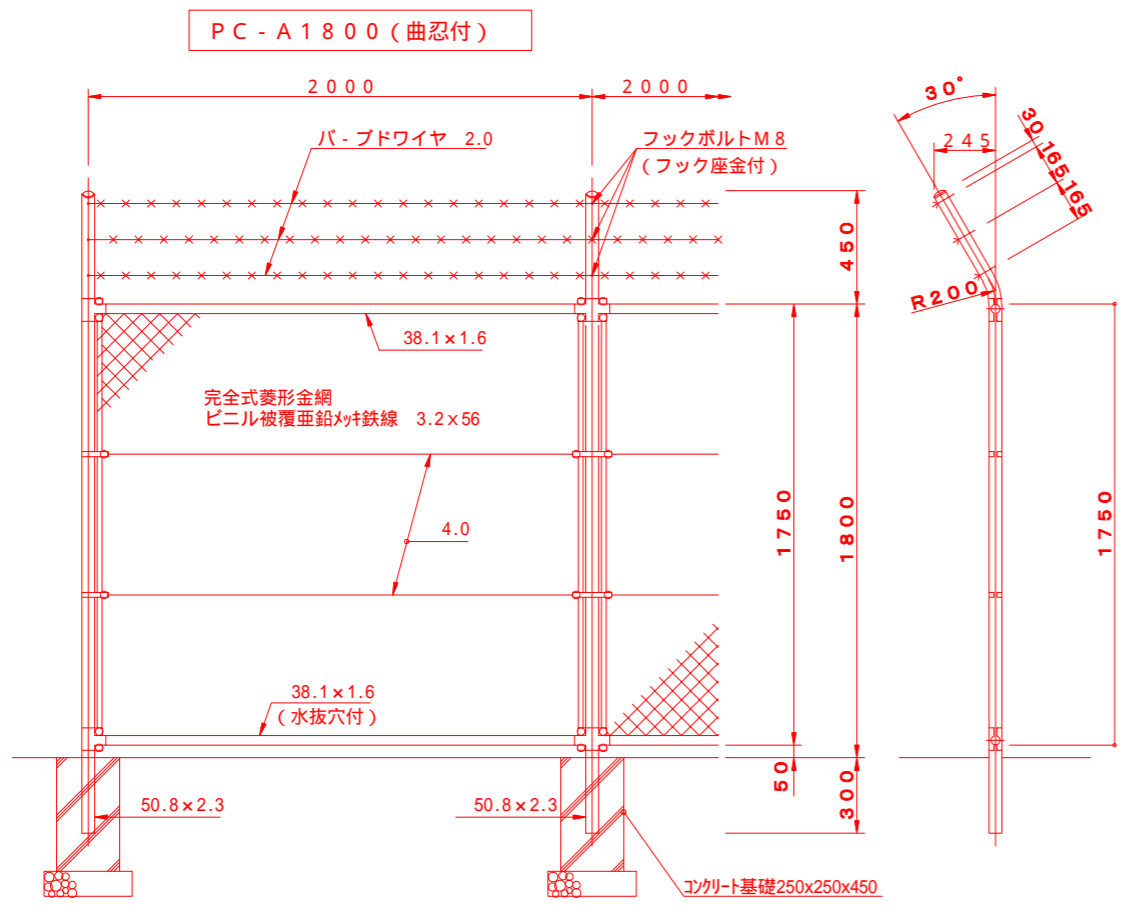 PC-A1800(曲忍付)
2000
2000
バ-ブドワイヤ 2.0
フックボルトM8
(フック座金付)
30°
245
30
165
165
450
R200
38.1×1.6
完全式菱形金網
ビニル被覆亜鉛メッキ鉄線 3.2×56
4.0
1750
1800
1750
38.1×1.6
(水抜穴付)
50
300
50.8×2.3
50.8×2.3
コンクリート基礎250x250x450